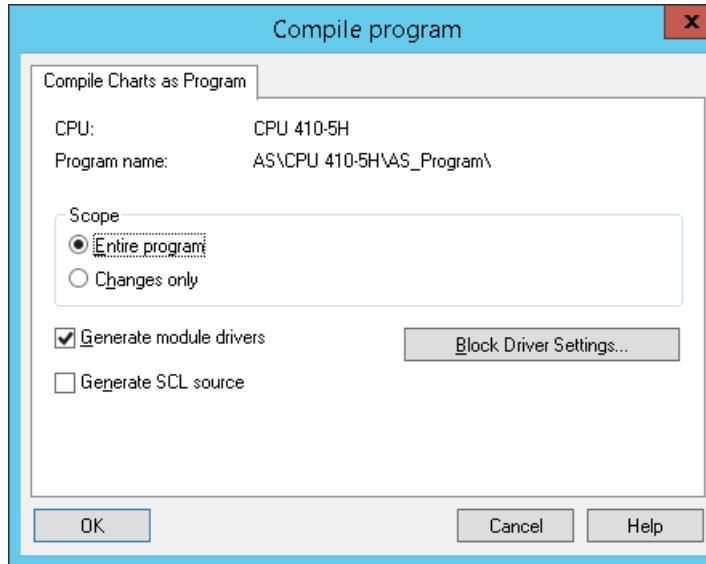 Compile program
x
Compile Charts as Program
CPU: CPU 410-5H
Program name: AS\CPU 410-5H\AS_Program\
Scope
Entire program
Changes only
Generate module drivers
Block Driver Settings...
Generate SCL source
OK Cancel Help